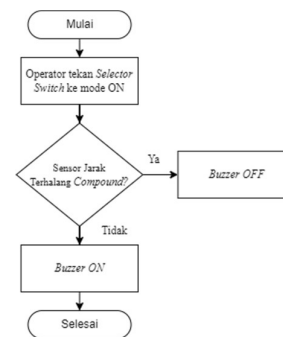 Mulai
Operator tekan Selector
Switch ke mode ON
Sensor Jarak
Terhalang Compound?
Ya
Buzzer OFF
Tidak
Buzzer ON
Selesai